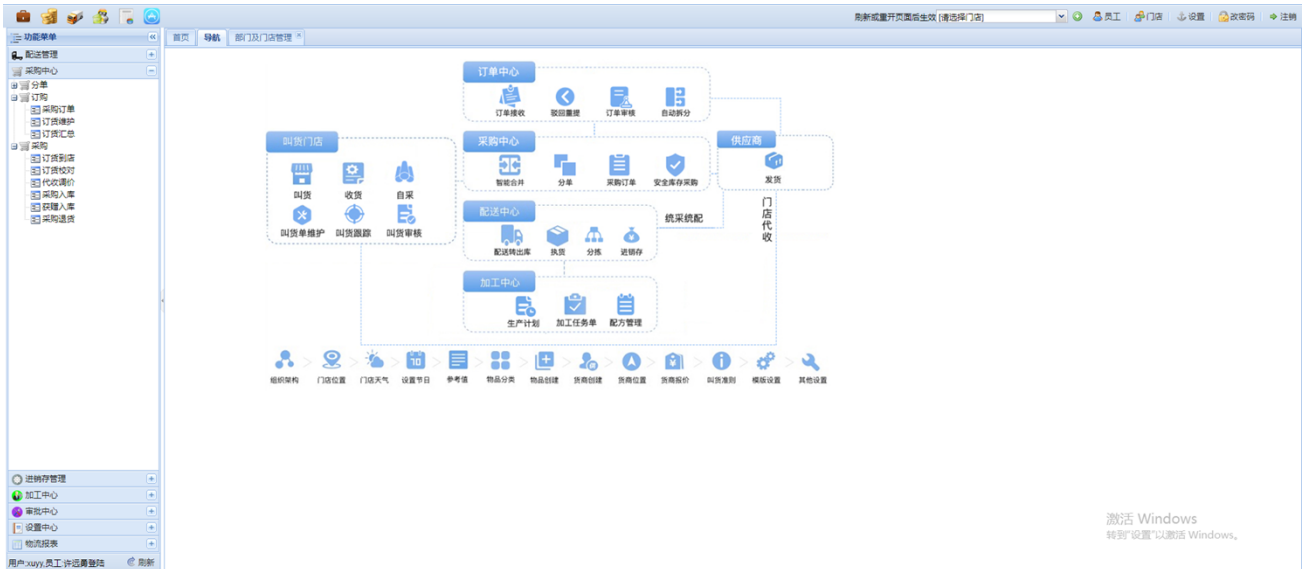 刷新或重开页面后生效 [请选择门店] 员工 门店 设置 改密码 注销
功能菜单
首页 导航 部门及门店管理
配送管理
采购中心
分单
订购
采购订单
订货维护
订货汇总
采购
订货到店
订货校对
代收调价
采购入库
获赠入库
采购退货
进销存管理
加工中心
审批中心
设置中心
物流报表
用户:xuyy,员工:许远勇登陆 刷新
订单中心
订单接收 驳回重提 订单审核 自动拆分
叫货门店
叫货 收货 自采
叫货单维护 叫货跟踪 叫货审核
采购中心
智能合并 分单 采购订单 安全库存采购
供应商
发货
配送中心
配送转出库 执货 分拣 进销存
统采统配
门店代收
加工中心
生产计划 加工任务单 配方管理
10
组织架构 门店位置 门店天气 设置节日 参考值 物品分类 物品创建 货商创建 货商位置 货商报价 叫货准则 模版设置 其他设置
激活 Windows
转到"设置"以激活 Windows。